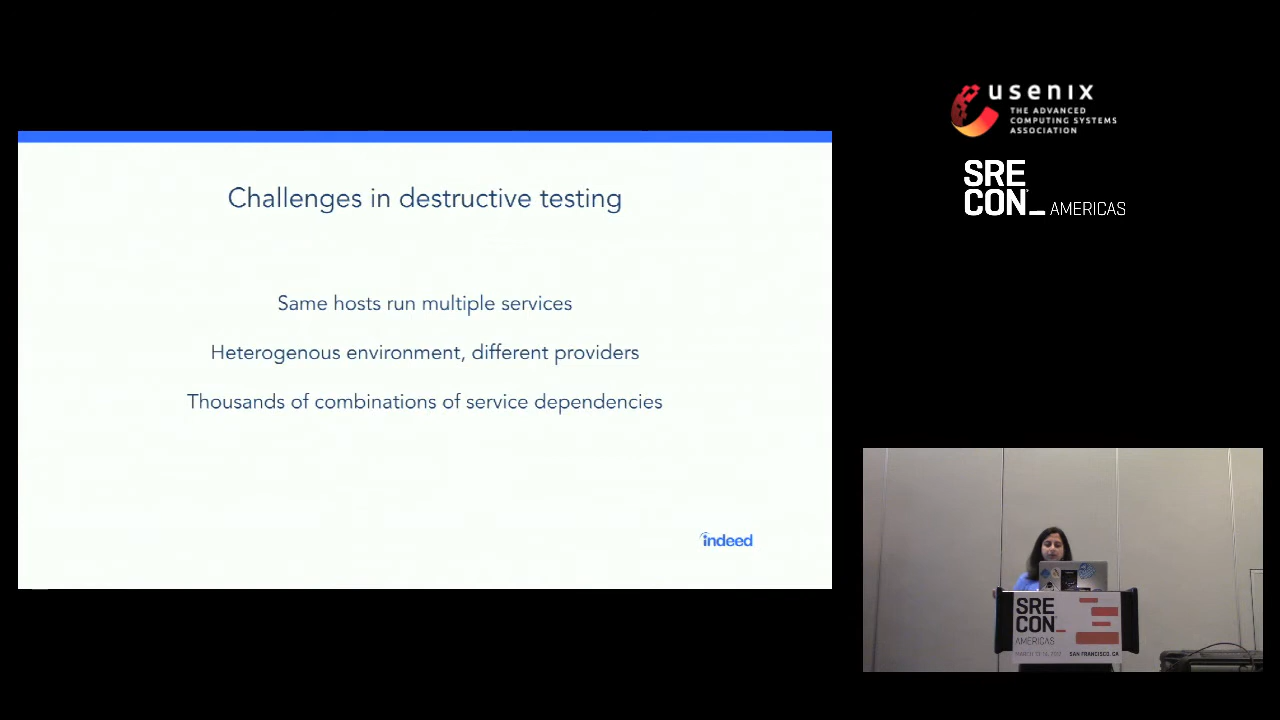 Challenges in destructive testing
Same hosts run multiple services
Heterogenous environment, different providers
Thousands of combinations of service dependencies
indeed
usenix
THE ADVANCED
COMPUTING SYSTEMS
ASSOCIATION
SRE
CON_ AMERICAS
SRE
CON_
AMERICAS
SAN FRANCISCO, CA